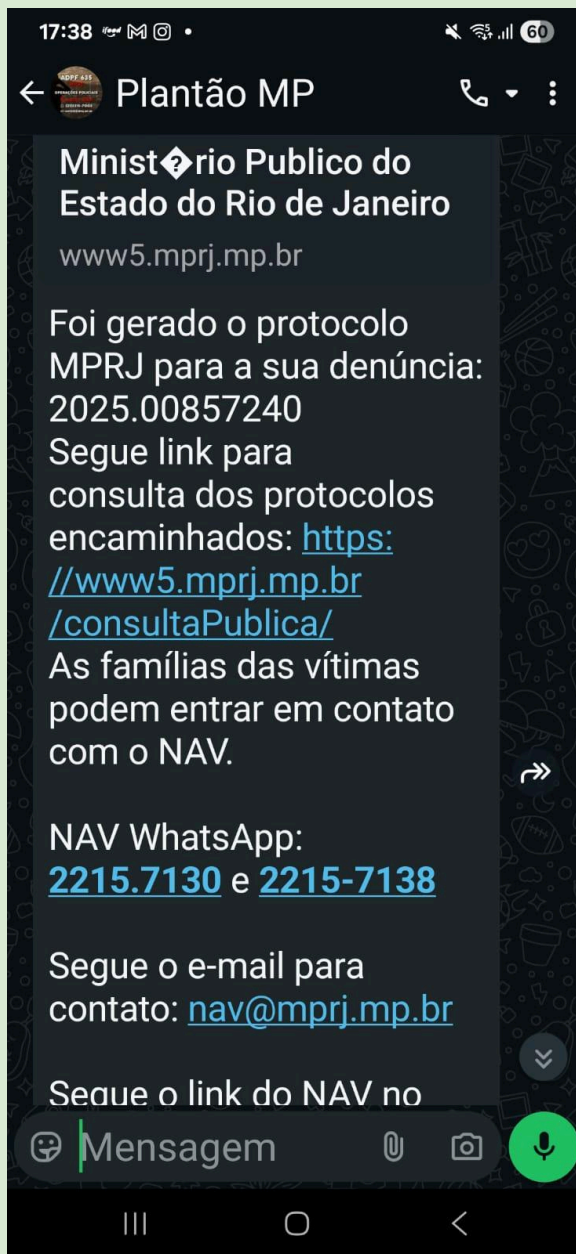 17:38
60
ADPF 635
Plantão MP
Minist�rio Publico do
Estado do Rio de Janeiro
www5.mprj.mp.br
Foi gerado o protocolo
MPRJ para a sua denúncia:
2025.00857240
Segue link para
consulta dos protocolos
encaminhados: https:
//www5.mprj.mp.br
/consultaPublica/
As famílias das vítimas
podem entrar em contato
com o NAV.
NAV WhatsApp:
2215.7130 e 2215-7138
Segue o e-mail para
contato: nav@mprj.mp.br
Segue o link do NAV no
Mensagem